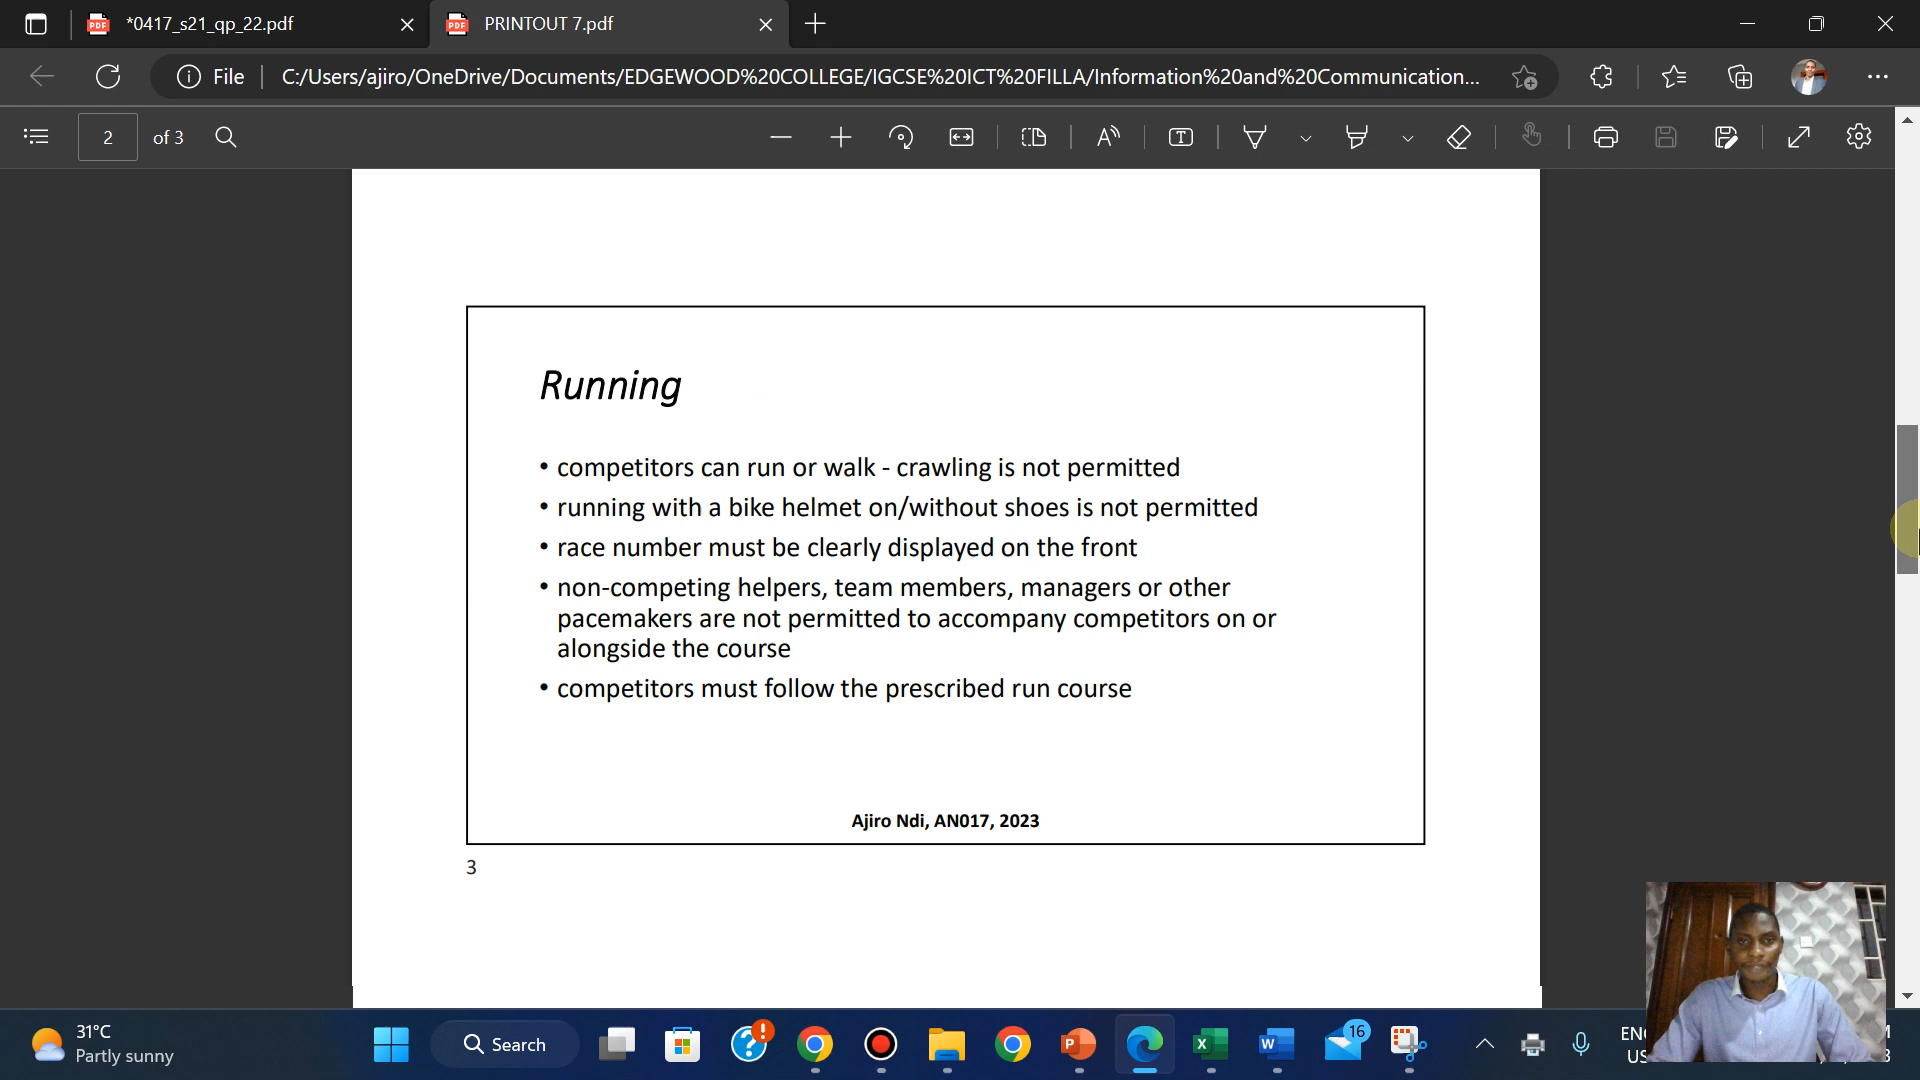 *0417_s21_qp_22.pdf
PRINTOUT 7.pdf
File
C:/Users/ajiro/OneDrive/Documents/EDGEWOOD%20COLLEGE/IGCSE%20ICT%20FILLA/Information%20and%20Communication...
2
of 3
Running
• competitors can run or walk - crawling is not permitted
• running with a bike helmet on/without shoes is not permitted
• race number must be clearly displayed on the front
• non-competing helpers, team members, managers or other
pacemakers are not permitted to accompany competitors on or
alongside the course
• competitors must follow the prescribed run course
Ajiro Ndi, AN017, 2023
3
31°C
Partly sunny
Search
16